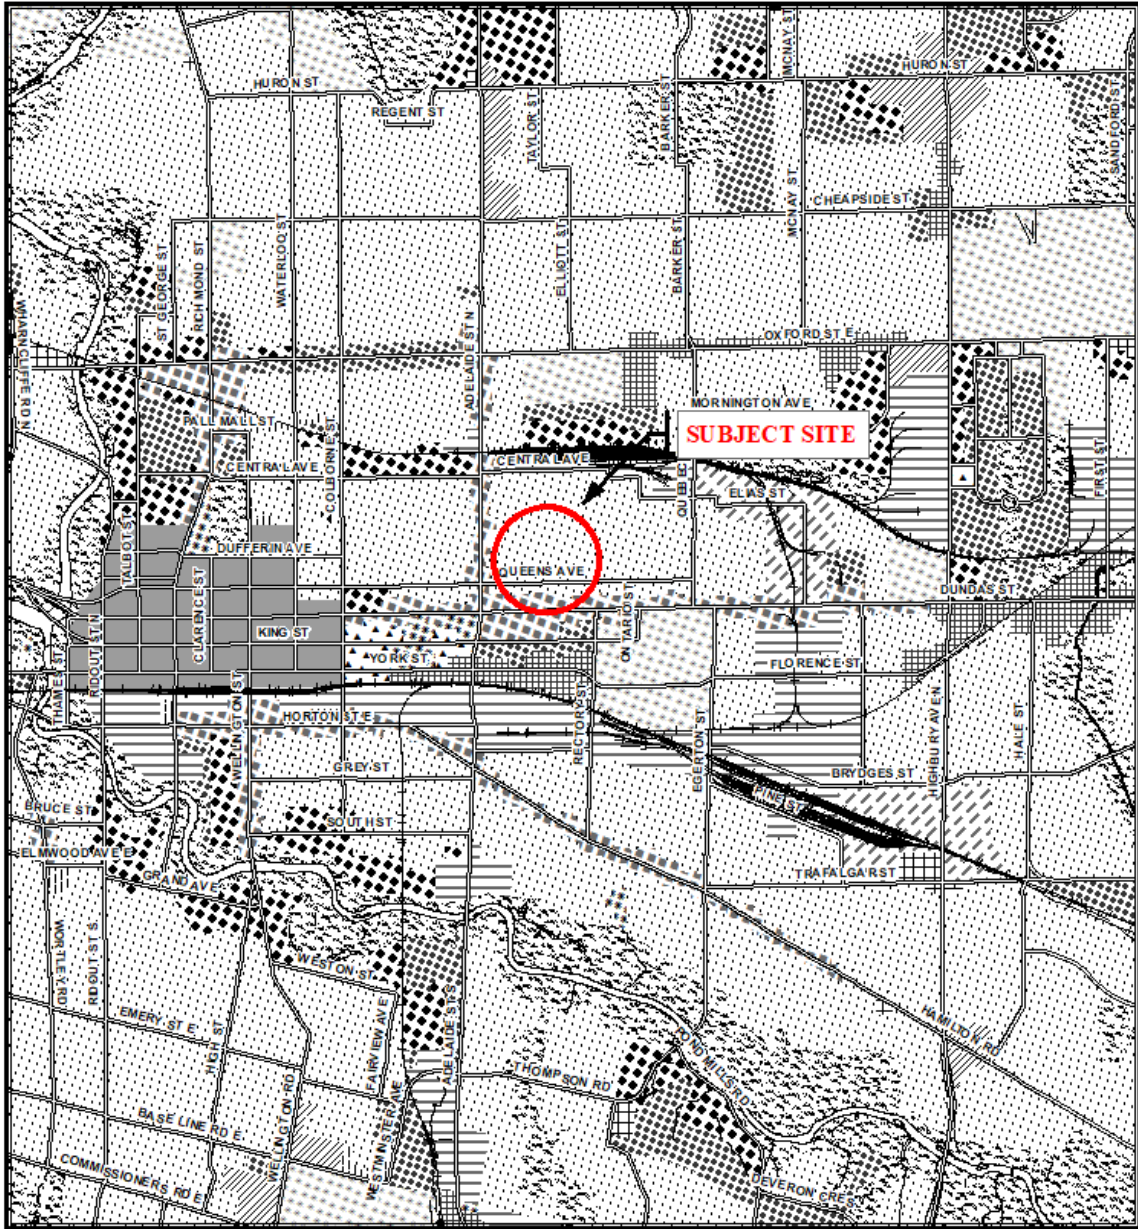 MCNAY ST
HURON ST
HURON ST
REGENT ST
TAYLOR ST
BARKER ST
SANDFORD ST
MCNAY ST
CHEAPSIDE ST
ST GEORGE ST
RICHMOND ST
WATERLOO ST
ELLIOTT ST
BARKER ST
WHARNCLIFFE RD N
ADELAIDE ST N
OXFORD ST E
MORNINGTON AVE
PALL MALL ST
SUBJECT SITE
COLBORNE ST
CENTRAL AVE
CENTRAL AVE
QUEBEC
ELIAS ST
FIRST ST
TALBOT ST
DUFFERIN AVE
QUEENS AVE
DUNDAS ST
CLARENCE ST
KING ST
ONTARIO ST
YORK ST
FLORENCE ST
THAMES ST
RIDOUT ST N
WELLINGTON ST
HORTON ST E
RECTORY ST
EGERTON ST
HIGHBURY AVE N
HALE ST
GREY ST
BRYDGES ST
PINE ST
BRUCE ST
SOUTH ST
ELMWOOD AVE E
GRAND AVE
TRAFALGAR ST
WORTLEY RD
RIDOUT ST S
WESTON ST
EMERY ST E
HIGH ST
FAIRVIEW AVE
ADELAIDE ST S
POND MILLS RD
HAMILTON RD
THOMPSON RD
BASE LINE RD E
WELLINGTON RD
WESTMINSTER AVE
COMMISSIONERS RD E
DEVERON CRES